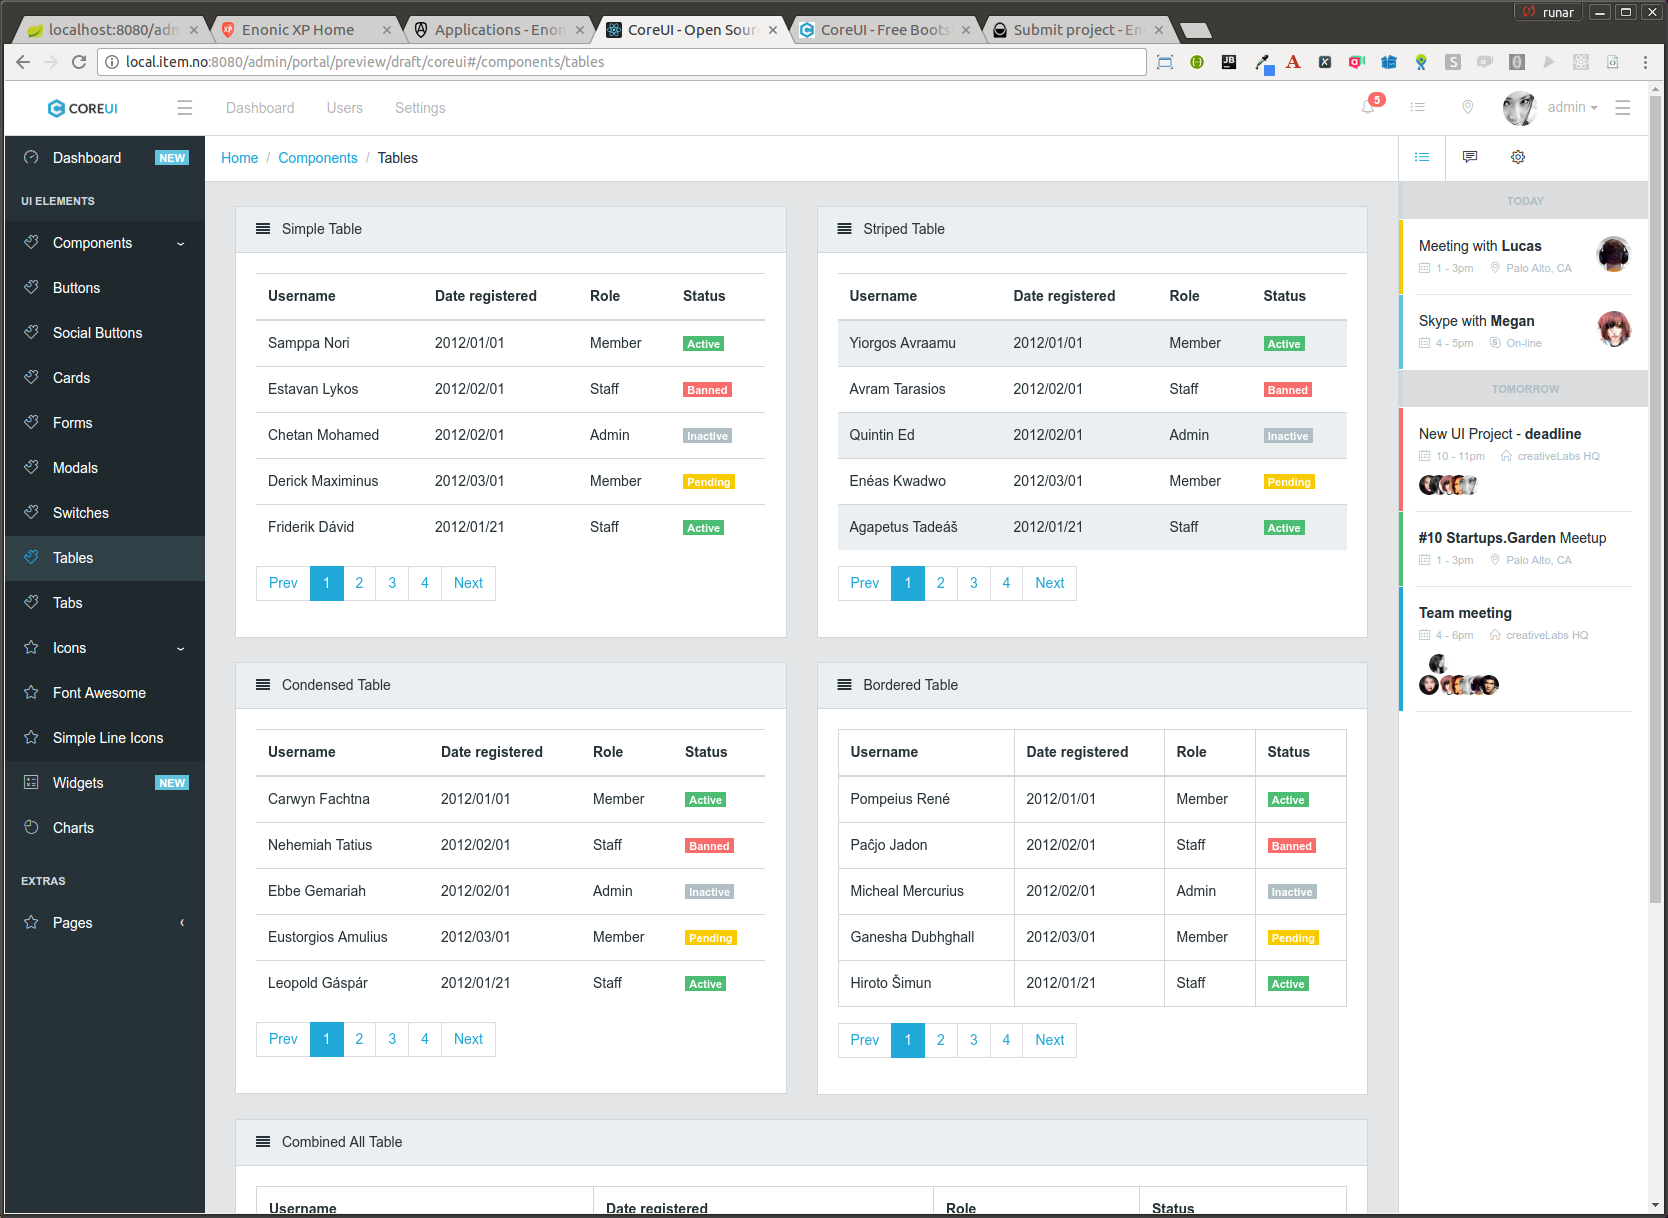 runar
localhost:8080/adm
Enonic XP Home
Applications - Enon
CoreUI - Open Sour
CoreUI - Free Boots
Submit project - En
local.item.no:8080/admin/portal/preview/draft/coreui#/components/tables
COREUI
Dashboard
Users
Settings
5
admin
Dashboard NEW
UI ELEMENTS
Components
Buttons
Social Buttons
Cards
Forms
Modals
Switches
Tables
Tabs
Icons
Font Awesome
Simple Line Icons
Widgets NEW
Charts
EXTRAS
Pages
Home / Components / Tables
Simple Table
Username Date registered Role Status
Samppa Nori 2012/01/01 Member Active
Estavan Lykos 2012/02/01 Staff Banned
Chetan Mohamed 2012/02/01 Admin Inactive
Derick Maximinus 2012/03/01 Member Pending
Friderik Dávid 2012/01/21 Staff Active
Prev 1 2 3 4 Next
Striped Table
Username Date registered Role Status
Yiorgos Avraamu 2012/01/01 Member Active
Avram Tarasios 2012/02/01 Staff Banned
Quintin Ed 2012/02/01 Admin Inactive
Enéas Kwadwo 2012/03/01 Member Pending
Agapetus Tadeáš 2012/01/21 Staff Active
Prev 1 2 3 4 Next
Condensed Table
Username Date registered Role Status
Carwyn Fachtna 2012/01/01 Member Active
Nehemiah Tatius 2012/02/01 Staff Banned
Ebbe Gemariah 2012/02/01 Admin Inactive
Eustorgios Amulius 2012/03/01 Member Pending
Leopold Gáspár 2012/01/21 Staff Active
Prev 1 2 3 4 Next
Bordered Table
Username Date registered Role Status
Pompeius René 2012/01/01 Member Active
Paĉjo Jadon 2012/02/01 Staff Banned
Micheal Mercurius 2012/02/01 Admin Inactive
Ganesha Dubhghall 2012/03/01 Member Pending
Hiroto Šimun 2012/01/21 Staff Active
Prev 1 2 3 4 Next
Combined All Table
Username Date registered Role Status
TODAY
Meeting with Lucas
1 - 3pm Palo Alto, CA
Skype with Megan
4 - 5pm On-line
TOMORROW
New UI Project - deadline
10 - 11pm creativeLabs HQ
#10 Startups.Garden Meetup
1 - 3pm Palo Alto, CA
Team meeting
4 - 6pm creativeLabs HQ